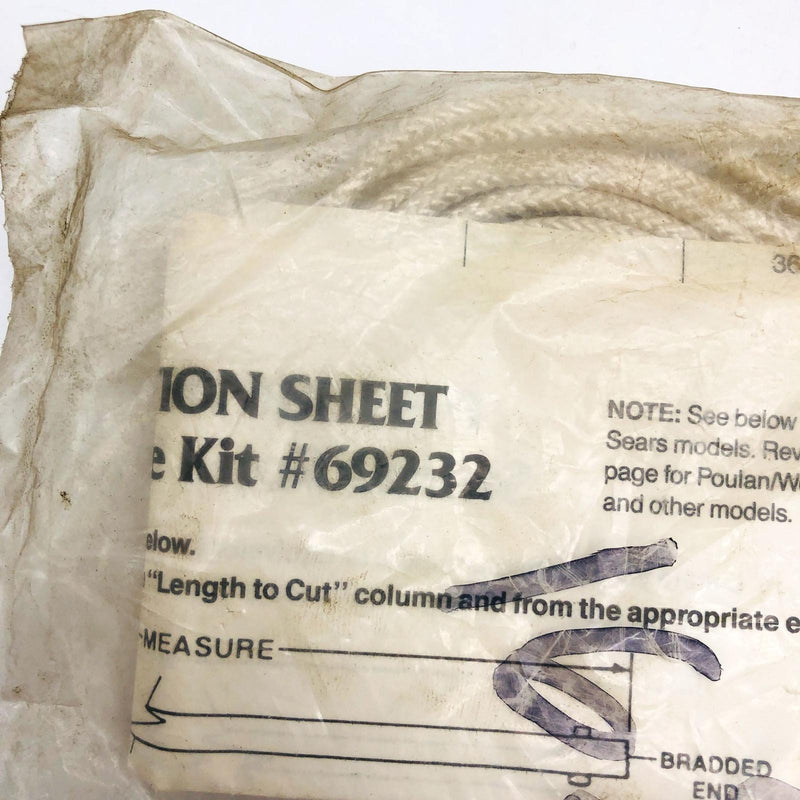 36
ION SHEET
e Kit #69232
NOTE: See below
Sears models. Rev
page for Poulan/W
and other models.
elow.
"Length to Cut" column and from the appropriate e
MEASURE
BRADDED
END